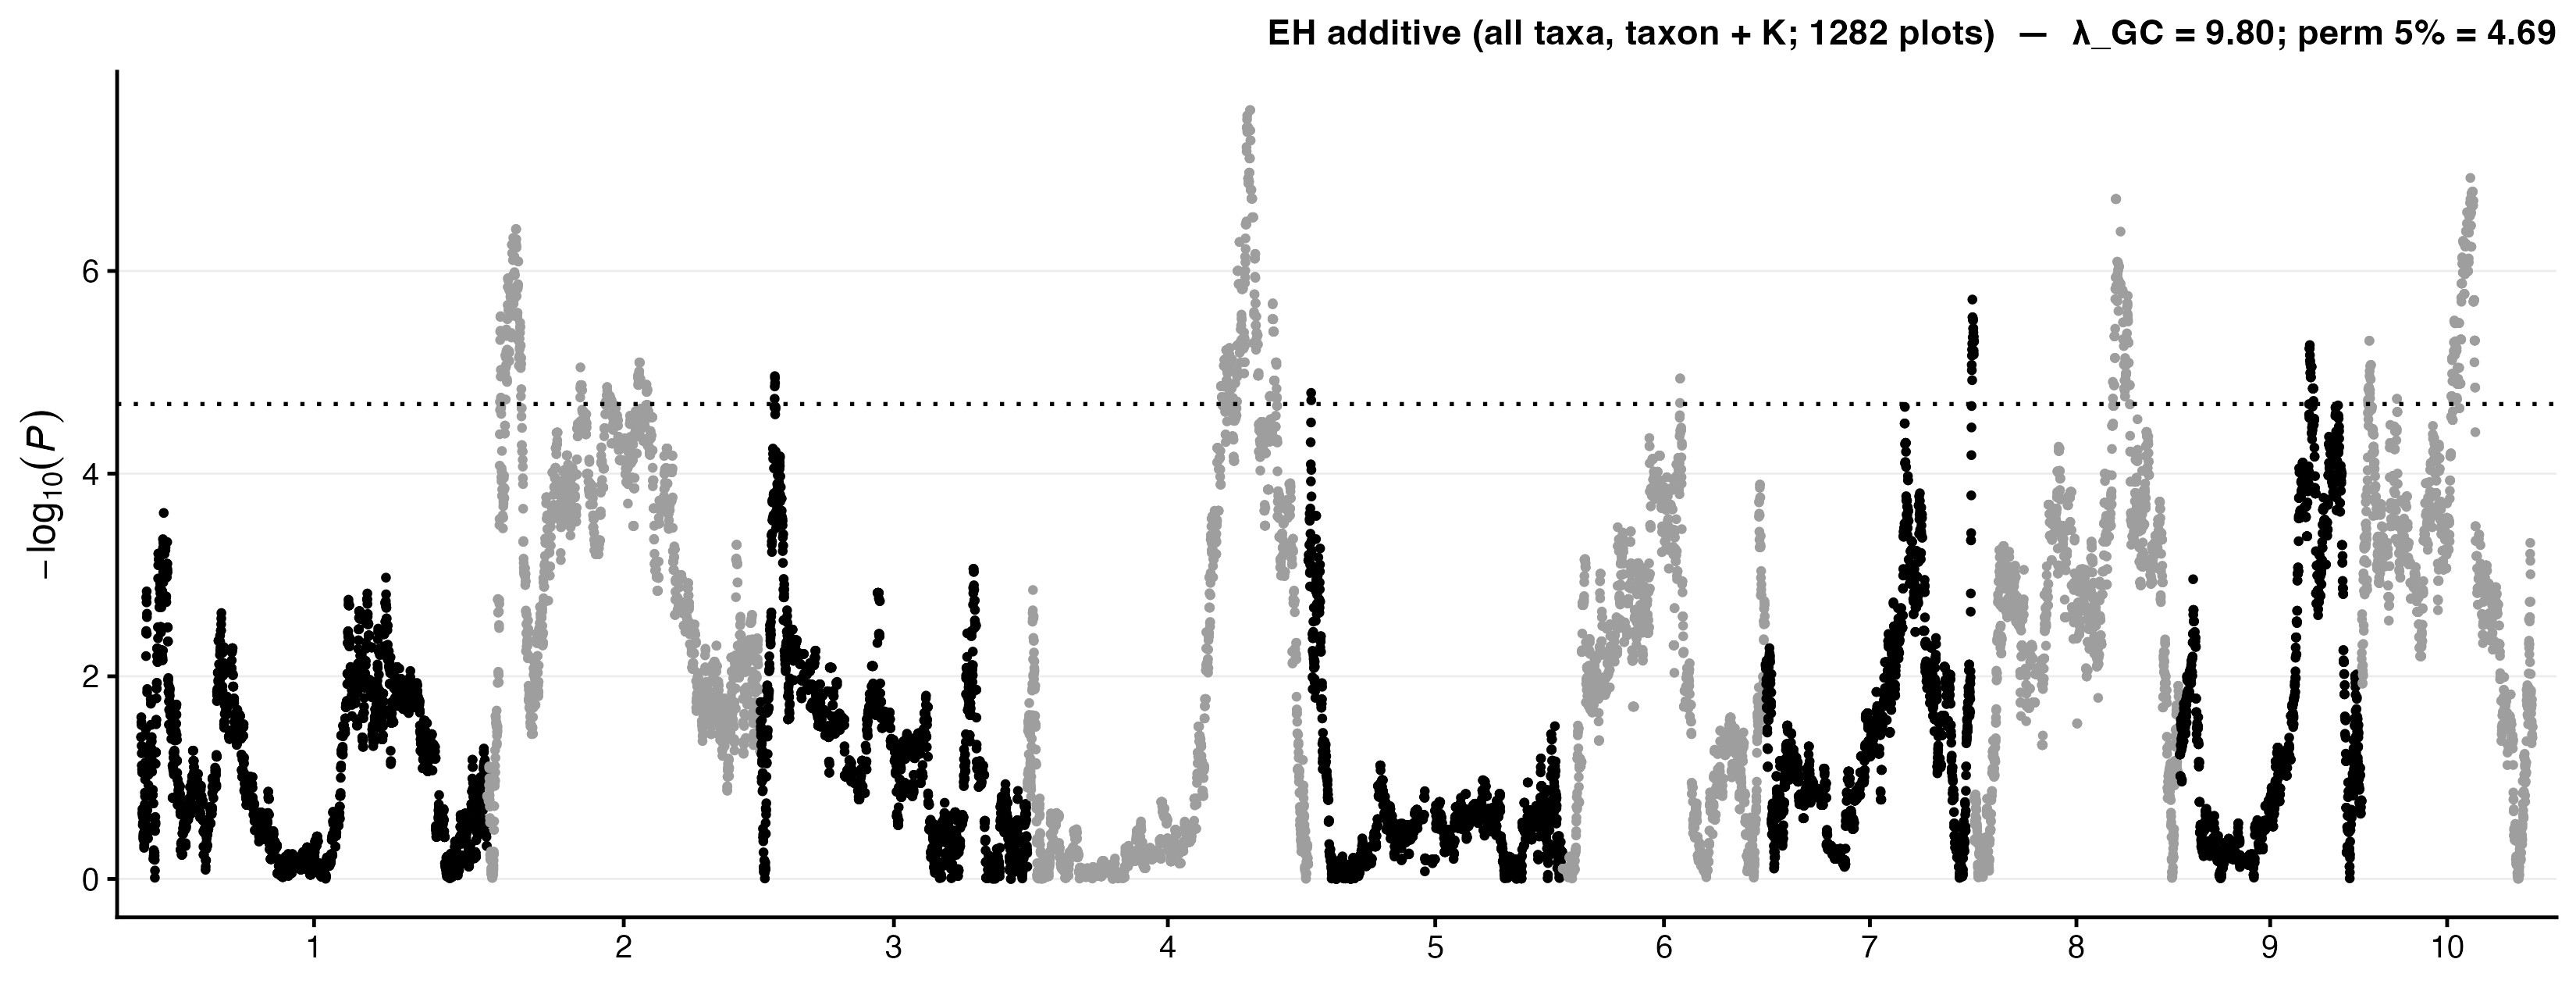 EH additive (all taxa, taxon + K; 1282 plots) — λ_GC = 9.80; perm 5% = 4.69
−log10(P)
6
4
2
0
1 2 3 4 5 6 7 8 9 10